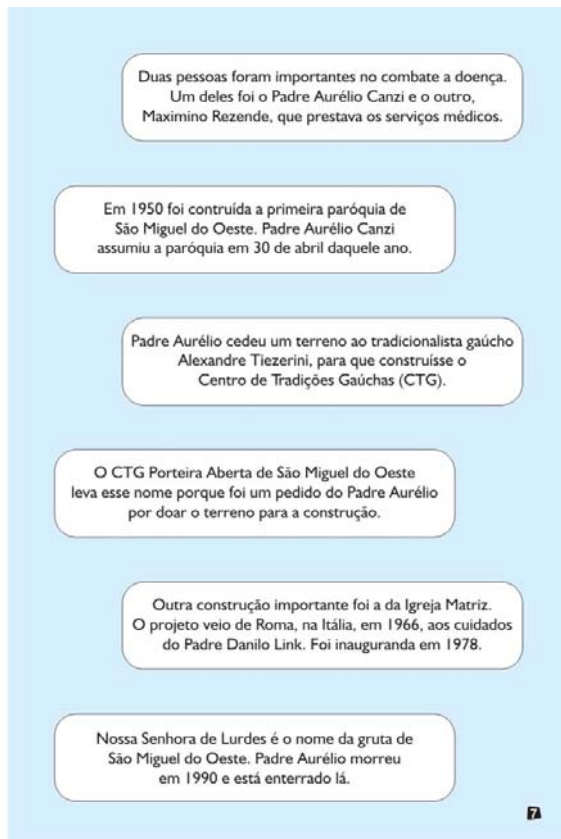 Duas pessoas foram importantes no combate a doença.
Um deles foi o Padre Aurélio Canzi e o outro,
Maximino Rezende, que prestava os serviços médicos.
Em 1950 foi contruída a primeira paróquia de
São Miguel do Oeste. Padre Aurélio Canzi
assumiu a paróquia em 30 de abril daquele ano.
Padre Aurélio cedeu um terreno ao tradicionalista gaúcho
Alexandre Tiezerini, para que construísse o
Centro de Tradições Gaúchas (CTG).
O CTG Porteira Aberta de São Miguel do Oeste
leva esse nome porque foi um pedido do Padre Aurélio
por doar o terreno para a construção.
Outra construção importante foi a da Igreja Matriz.
O projeto veio de Roma, na Itália, em 1966, aos cuidados
do Padre Danilo Link. Foi inauguranda em 1978.
Nossa Senhora de Lurdes é o nome da gruta de
São Miguel do Oeste. Padre Aurélio morreu
em 1990 e está enterrado lá.
7